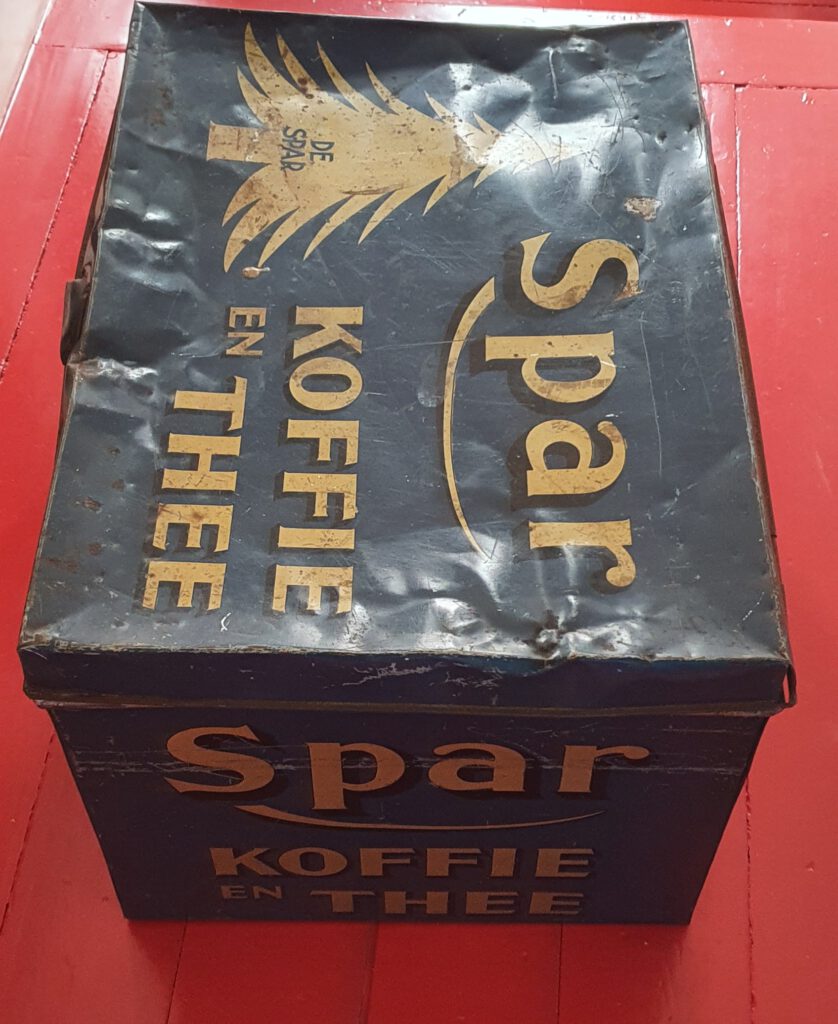 DE
SPAR
Spar
KOFFIE
EN THEE
Spar
KOFFIE
EN THEE